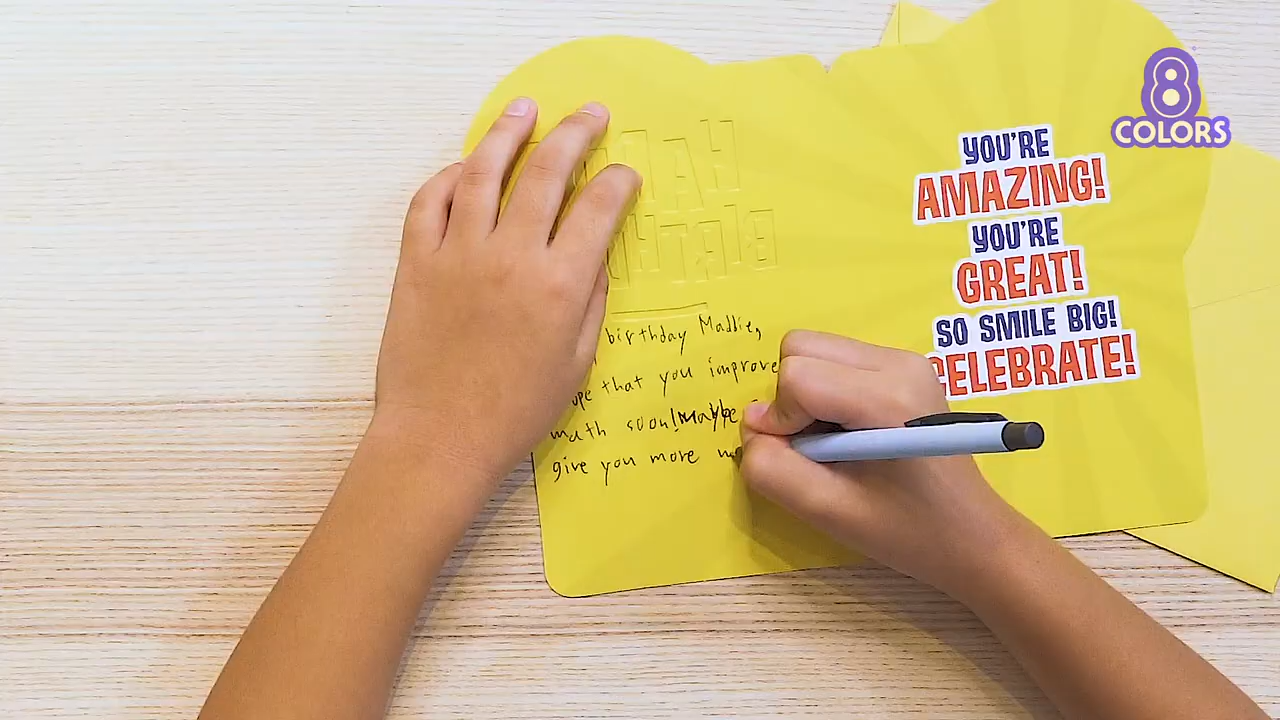 birthday Maddie,
that you improve
math soon! Maybe
give you more
YOU'RE
AMAZING!
YOU'RE
GREAT!
SO SMILE BIG!
CELEBRATE!
8
COLORS